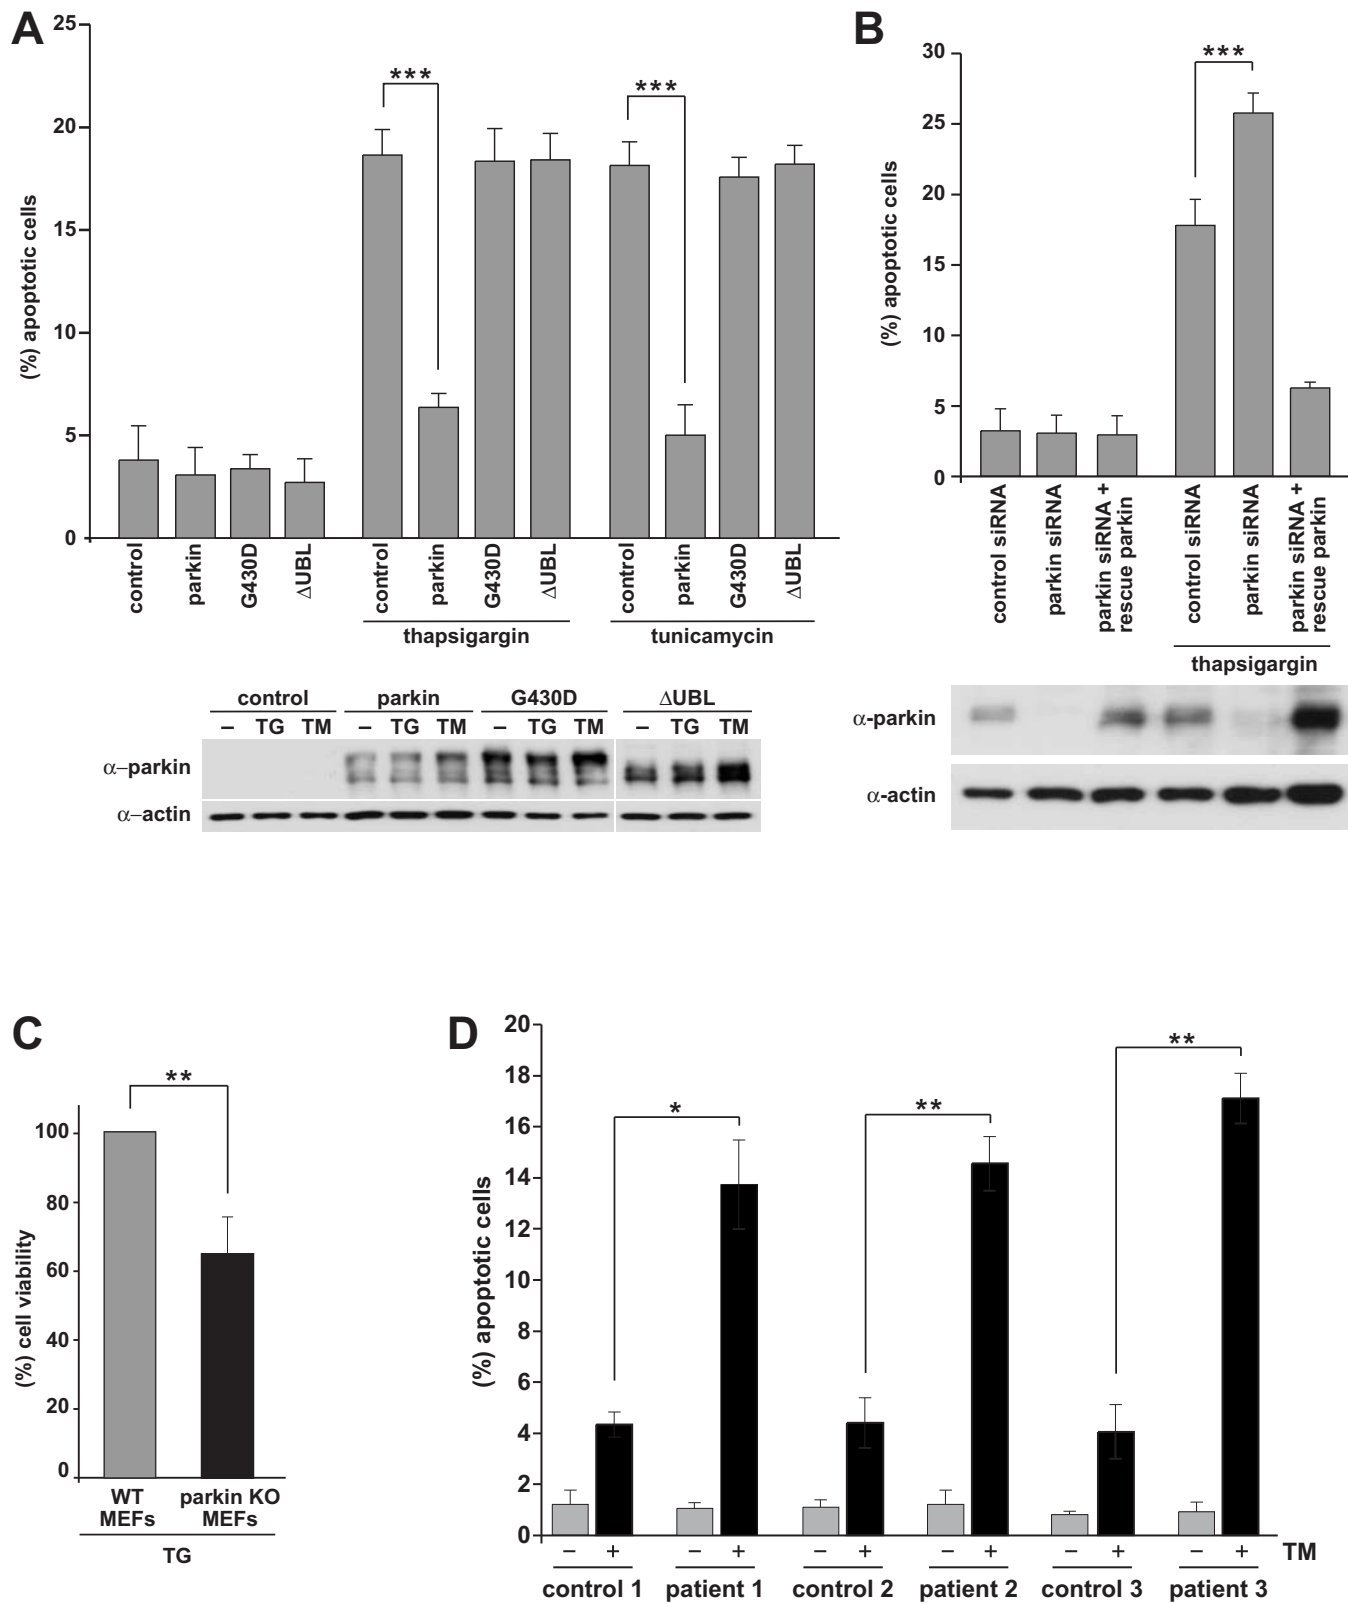 A
25
20
15
10
5
0
(%) apoptotic cells
***
***
control
parkin
G430D
ΔUBL
control
parkin
G430D
ΔUBL
control
parkin
G430D
ΔUBL
thapsigargin
tunicamycin
control
parkin
G430D
ΔUBL
– TG TM – TG TM – TG TM – TG TM
α–parkin
α–actin
B
30
25
20
15
10
5
0
(%) apoptotic cells
***
control siRNA
parkin siRNA
parkin siRNA +
rescue parkin
control siRNA
parkin siRNA
parkin siRNA +
rescue parkin
thapsigargin
α-parkin
α-actin
C
100
80
60
40
20
0
(%) cell viability
**
WT
MEFs
parkin KO
MEFs
TG
D
20
18
16
14
12
10
8
6
4
2
0
(%) apoptotic cells
*
**
**
– + – + – + – + – + – + TM
control 1
patient 1
control 2
patient 2
control 3
patient 3